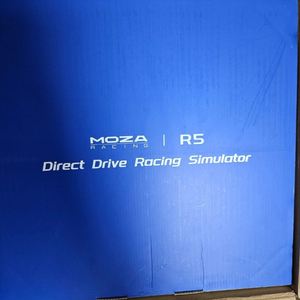 MOZA RACING | R5
Direct Drive Racing Simulator